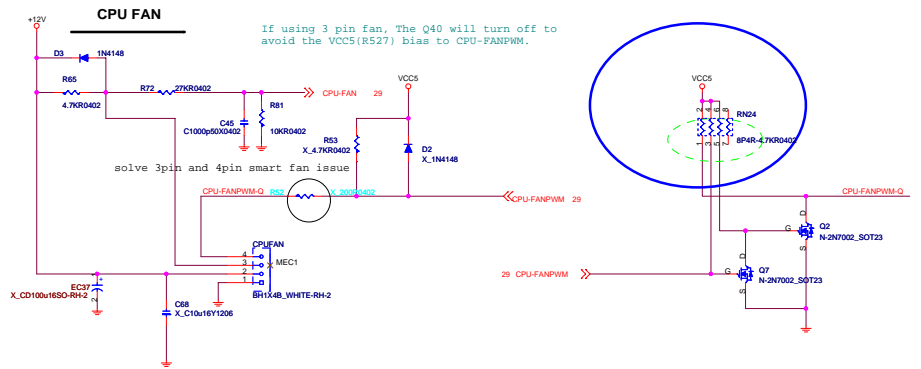 CPU FAN
+12V
If using 3 pin fan, The Q40 will turn off to
avoid the VCC5(R527) bias to CPU-FANPWM.
D3
1N4148
R65
4.7KR0402
R72
27KR0402
CPU-FAN 29
C45
C1000p50X0402
R81
10KR0402
VCC5
R53
X_4.7KR0402
D2
X_1N4148
solve 3pin and 4pin smart fan issue
CPU-FANPWM-Q
X_200R0402
CPU-FANPWM 29
CPUFAN
4
3
2
1
MEC1
BH1X4B_WHITE-RH-2
EC37
X_CD100u16SO-RH-2
1
2
C68
X_C10u16Y1206
VCC5
2 4 6 8
RN24
1 3 5 7
8P4R-4.7KR0402
CPU-FANPWM-Q
D
G
S
Q2
N-2N7002_SOT23
29 CPU-FANPWM
D
G
S
Q7
N-2N7002_SOT23